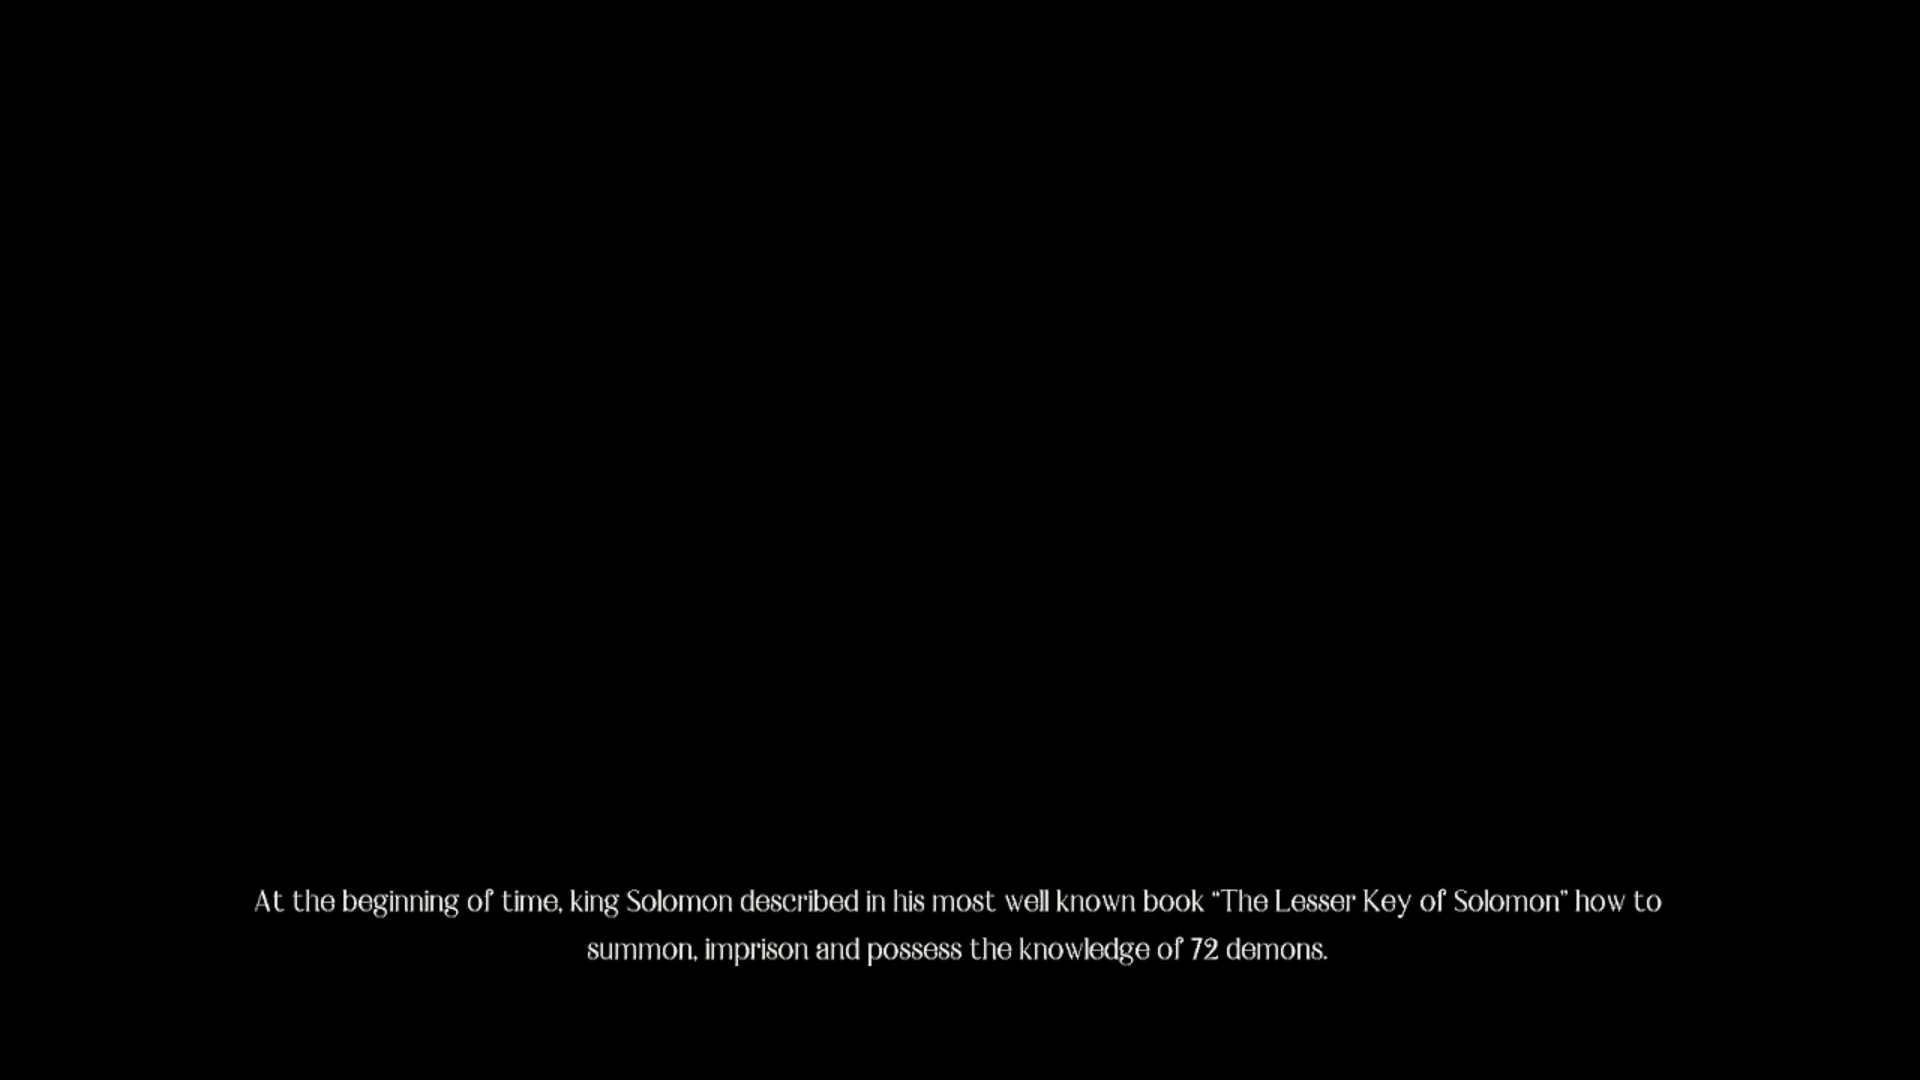 At the beginning of time, king Solomon described in his most well known book “The Lesser Key of Solomon” how to
summon, imprison and possess the knowledge of 72 demons.